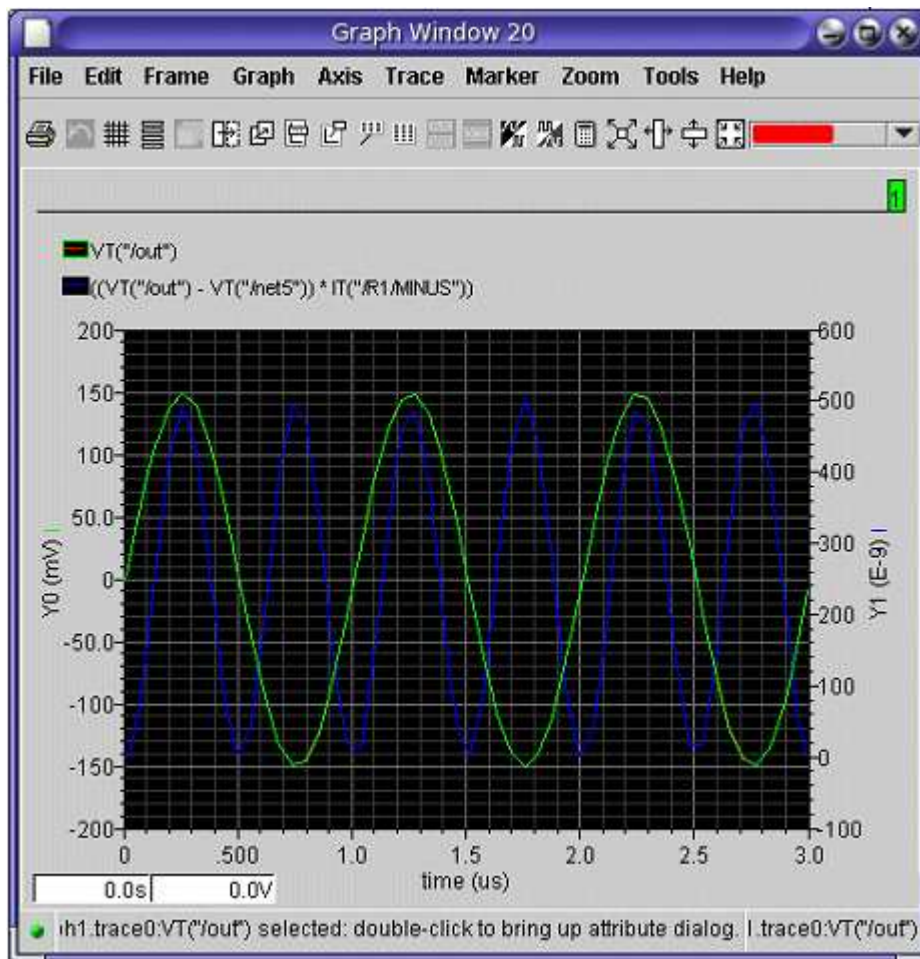 Graph Window 20
File Edit Frame Graph Axis Trace Marker Zoom Tools Help
1
VT("/out")
((VT("/out") - VT("/net5")) * IT("/R1/MINUS"))
200
150
100
50.0
0
-50.0
-100
-150
-200
Y0 (mV)
600
500
400
300
200
100
0
-100
Y1 (E-9)
0 .500 1.0 1.5 2.0 2.5 3.0
time (us)
0.0s 0.0V
h1.trace0:VT("/out") selected: double-click to bring up attribute dialog. .trace0:VT("/out")